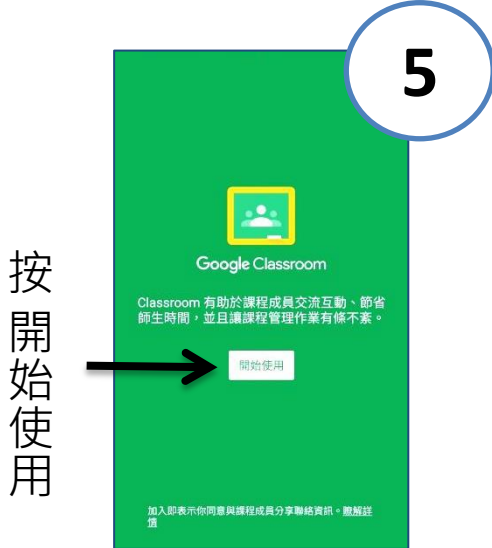 5
Google Classroom
Classroom 有助於課程成員交流互動、節省
師生時間，並且讓課程管理作業有條不紊。
按開始使用
開始使用
加入即表示你同意與課程成員分享聯絡資訊。瞭解詳
情